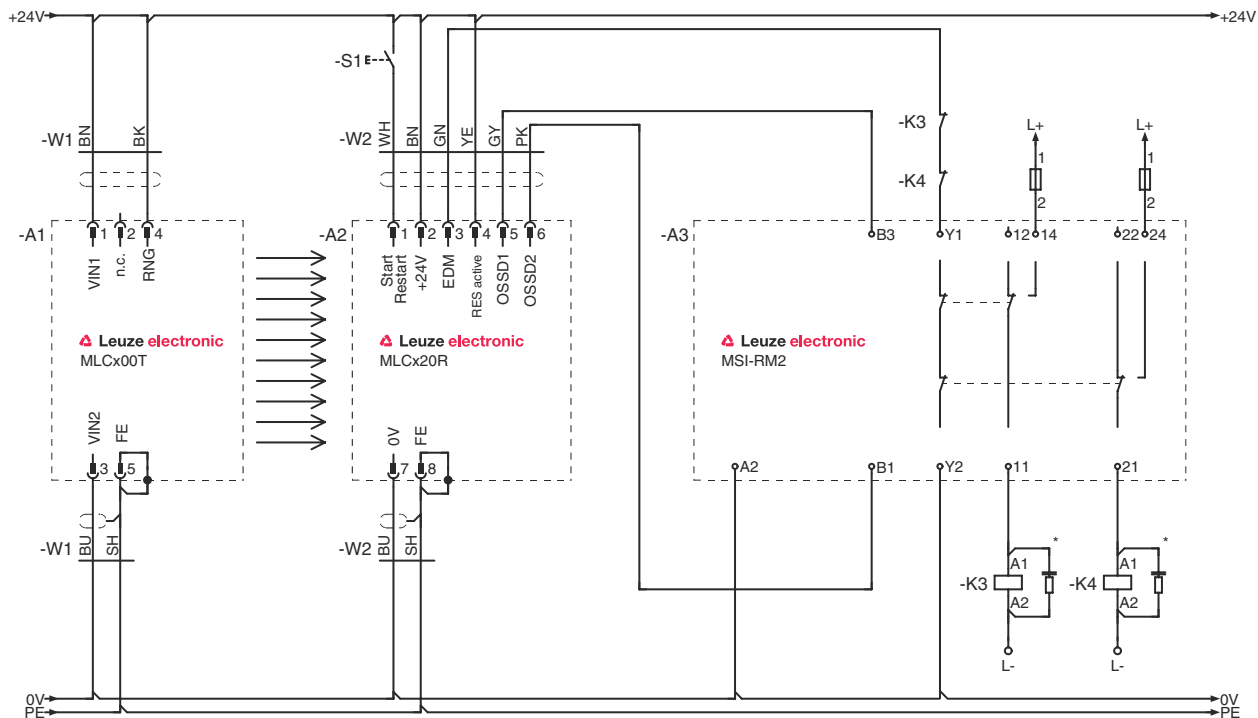 +24V
+24V
-S1
-W1
BN
BK
-W2
WH
BN
GN
YE
GY
PK
-K3
-K4
L+
1
2
L+
1
2
-A1
1
2
4
VIN1
n.c.
RNG
-A2
1
2
3
4
5
6
Start
Restart
+24V
EDM
RES active
OSSD1
OSSD2
-A3
B3
Y1
12
14
22
24
Leuze electronic
MLCx00T
Leuze electronic
MLCx20R
Leuze electronic
MSI-RM2
VIN2
FE
3
5
0V
FE
7
8
A2
B1
Y2
11
21
-W1
BU
SH
-W2
BU
SH
-K3
A1
A2
*
L-
-K4
A1
A2
*
L-
0V
0V
PE
PE